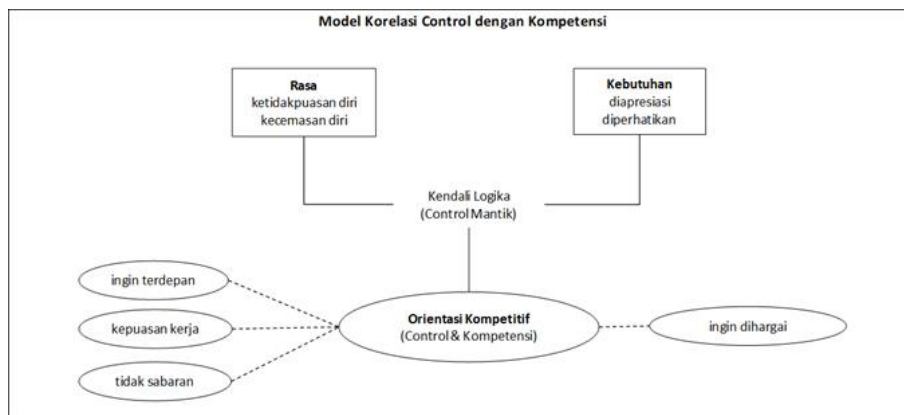 Model Korelasi Control dengan Kompetensi
Rasa
ketidakpuasan diri
kecemasan diri
Kebutuhan
diapresiasi
diperhatikan
Kendali Logika
(Control Mantik)
ingin terdepan
kepuasan kerja
tidak sabaran
Orientasi Kompetitif
(Control & Kompetensi)
ingin dihargai